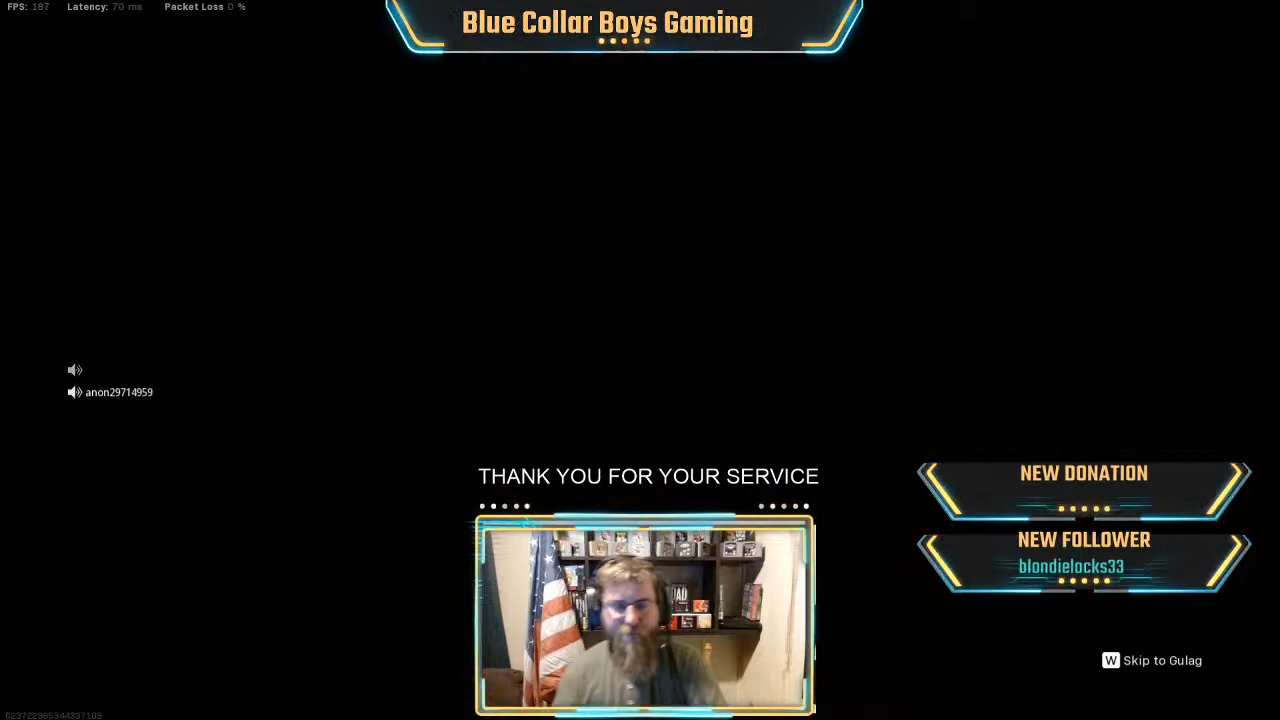 FPS: 187 Latency: 70 ms Packet Loss 0 %
Blue Collar Boys Gaming
anon29714959
THANK YOU FOR YOUR SERVICE
NEW DONATION
NEW FOLLOWER
blondielocks33
W Skip to Gulag